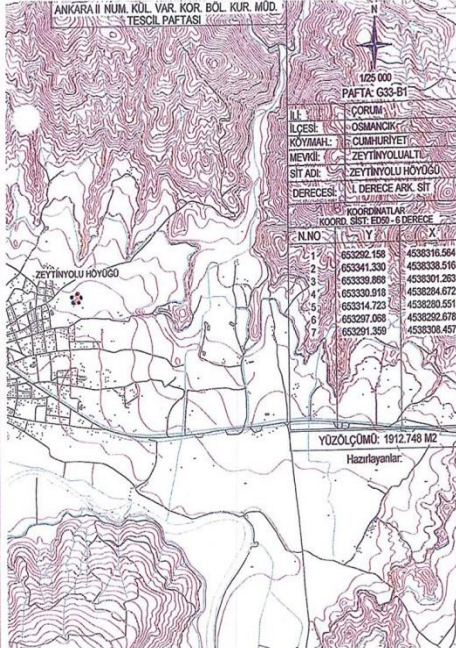 ANKARA II NUM. KÜL. VAR. KOR. BÖL. KUR. MÜD.
TESCİL PAFTASI
N
1/25 000
PAFTA: G33-B1
İLİ: ÇORUM
İLÇESİ: OSMANCIK
KÖY/MAH.: CUMHURİYET
MEVKİİ: ZEYTİNYOLUALTI
SİT ADI: ZEYTİNYOLU HÖYÜĞÜ
DERECESİ: I. DERECE ARK. SİT
KOORDİNATLAR
KOORD. SİST: ED50 - 6 DERECE
N.NO Y X
1 653292.158 4538316.564
2 653341.330 4538338.516
3 653339.868 4538301.263
4 653330.917 4538284.672
5 653314.723 4538280.551
6 653297.068 4538292.678
7 653291.359 4538308.457
ZEYTİNYOLU HÖYÜĞÜ
YÜZÖLÇÜMÜ: 1912.748 M2
Hazırlayanlar: